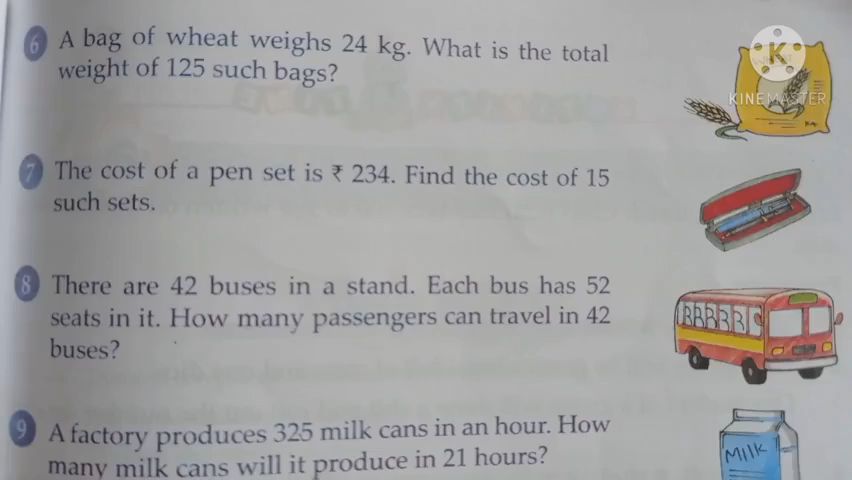 6 A bag of wheat weighs 24 kg. What is the total
weight of 125 such bags?
K
KINEMASTER
7 The cost of a pen set is ₹ 234. Find the cost of 15
such sets.
8 There are 42 buses in a stand. Each bus has 52
seats in it. How many passengers can travel in 42
buses?
9 A factory produces 325 milk cans in an hour. How
many milk cans will it produce in 21 hours?
MILK